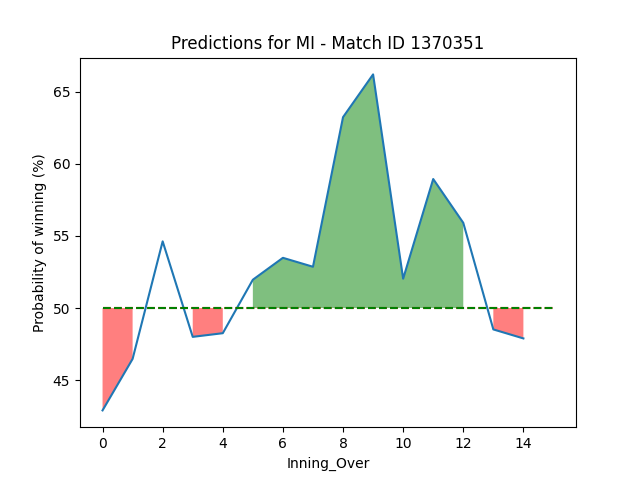 Predictions for MI - Match ID 1370351
Probability of winning (%)
65
60
55
50
45
0 2 4 6 8 10 12 14
Inning_Over